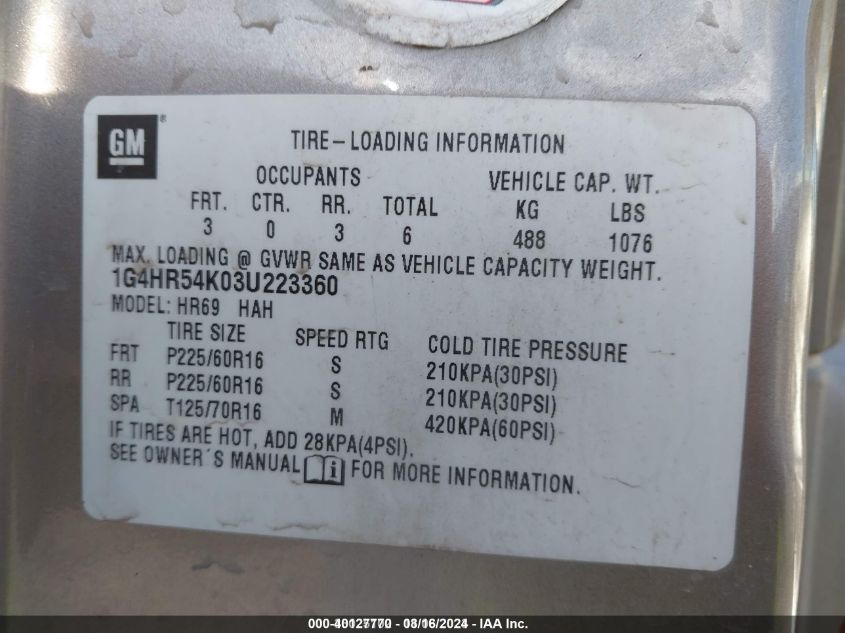 GM ®
TIRE-LOADING INFORMATION
OCCUPANTS VEHICLE CAP. WT.
FRT. CTR. RR. TOTAL KG LBS
3 0 3 6 488 1076
MAX. LOADING @ GVWR SAME AS VEHICLE CAPACITY WEIGHT.
1G4HR54K03U223360
MODEL: HR69 HAH
TIRE SIZE SPEED RTG COLD TIRE PRESSURE
FRT P225/60R16 S 210KPA(30PSI)
RR P225/60R16 S 210KPA(30PSI)
SPA T125/70R16 M 420KPA(60PSI)
IF TIRES ARE HOT, ADD 28KPA(4PSI).
SEE OWNER´S MANUAL i FOR MORE INFORMATION.
- IAA Inc.